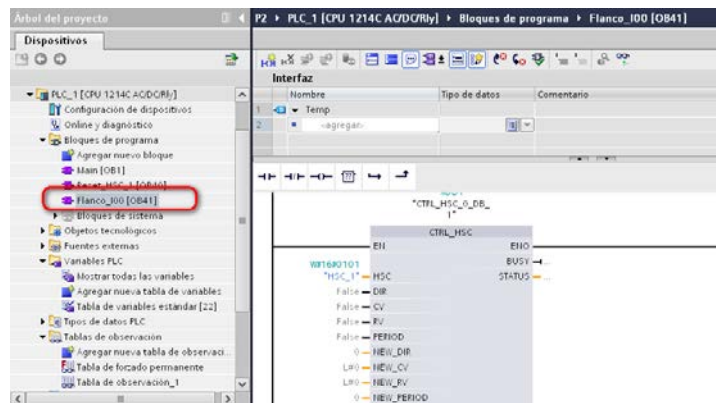 Árbol del proyecto
P2 ▸ PLC_1 [CPU 1214C AC/DC/Rly] ▸ Bloques de programa ▸ Flanco_I00 [OB41]
Dispositivos
PLC_1 [CPU 1214C AC/DC/Rly]
Configuración de dispositivos
Online y diagnóstico
Bloques de programa
Agregar nuevo bloque
Main [OB1]
Reset_HSC_1 [OB40]
Flanco_I00 [OB41]
Bloques de sistema
Objetos tecnológicos
Fuentes externas
Variables PLC
Mostrar todas las variables
Agregar nueva tabla de variables
Tabla de variables estándar [22]
Tipos de datos PLC
Tablas de observación
Agregar nueva tabla de observaci...
Tabla de forzado permanente
Tabla de observación_1
Interfaz
Nombre Tipo de datos Comentario
1 Temp
2 <agregar>
"CTRL_HSC_0_DB_
1"
CTRL_HSC
EN ENO
W#16#0101 BUSY ...
"HSC_1" HSC STATUS ...
False DIR
False CV
False RV
False PERIOD
0 NEW_DIR
L#0 NEW_CV
L#0 NEW_RV
0 NEW_PERIOD